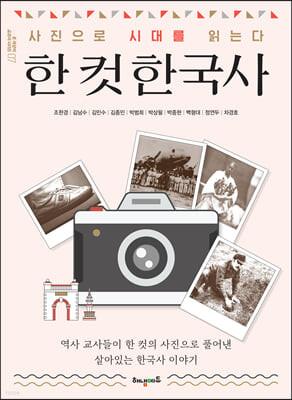 사진으로 시대를 읽는다
한 컷 한국사
조한경 | 김남수 | 김민수 | 김종민 | 박범희 | 박상필 | 박중현 | 백형대 | 정연두 | 차경호
역사 교사들이 한 컷의 사진으로 풀어낸
살아있는 한국사 이야기
해냄에듀